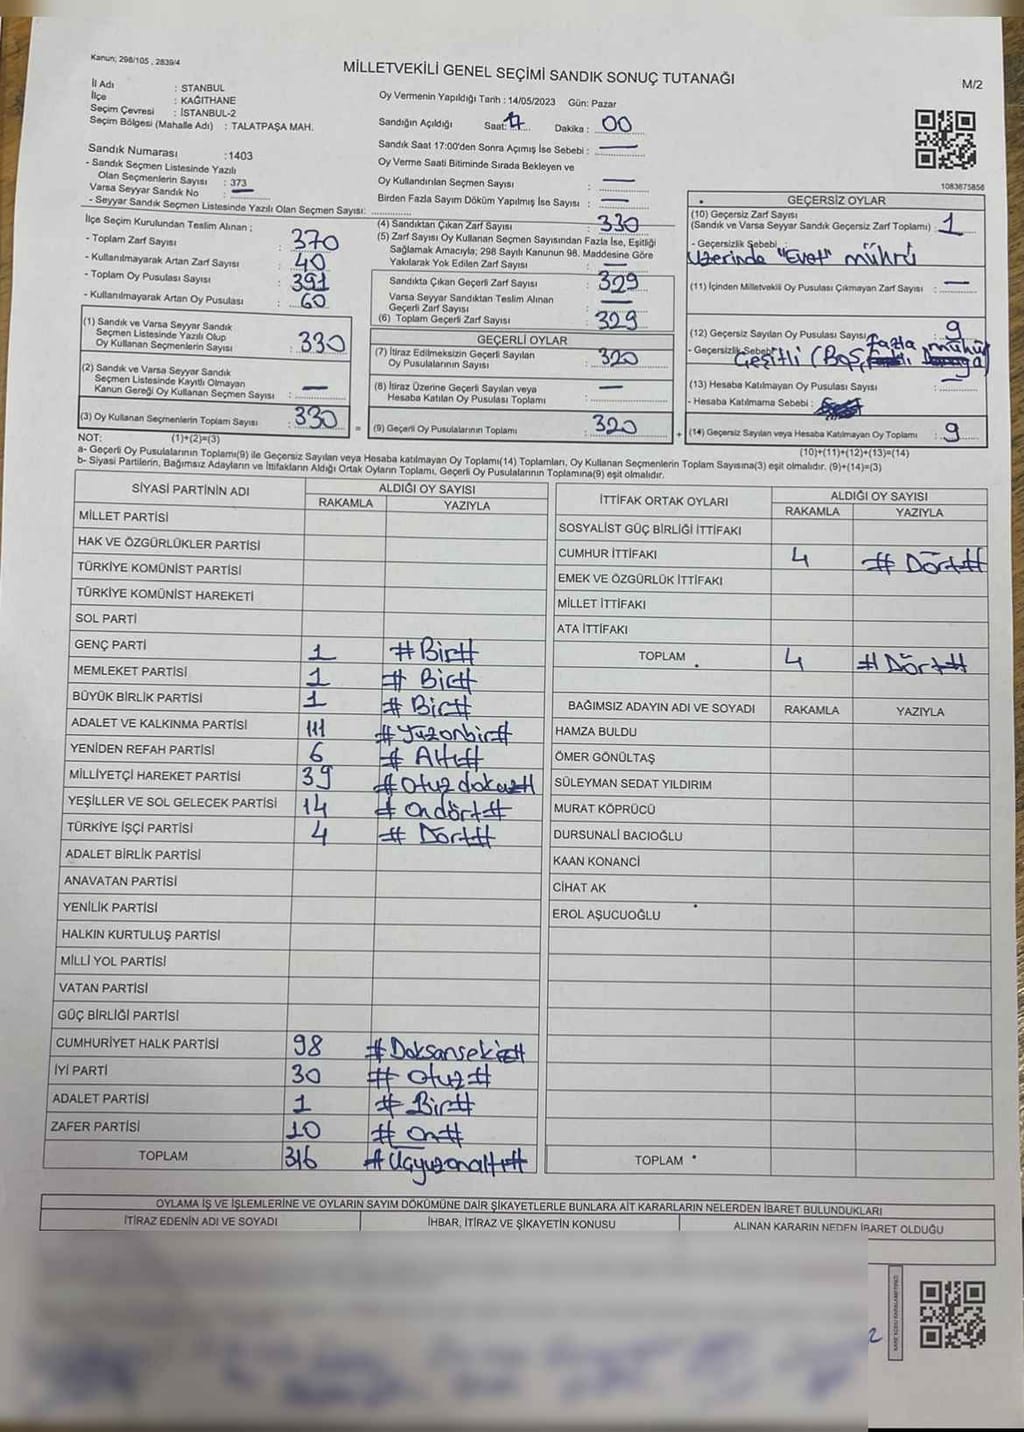 Kanun; 298/105 , 2839/4
MİLLETVEKİLİ GENEL SEÇİMİ SANDIK SONUÇ TUTANAĞI
M/2
İl Adı : STANBUL
İlçe : KAĞITHANE
Seçim Çevresi : İSTANBUL-2
Seçim Bölgesi (Mahalle Adı) : TALATPAŞA MAH.
Sandık Numarası :1403
- Sandık Seçmen Listesinde Yazılı
Olan Seçmenlerin Sayısı : 373
Varsa Seyyar Sandık No : —
- Seyyar Sandık Seçmen Listesinde Yazılı Olan Seçmen Sayısı:
Oy Vermenin Yapıldığı Tarih : 14/05/2023 Gün: Pazar
Sandığın Açıldığı Saat: 17 Dakika : 00
Sandık Saat 17:00'den Sonra Açımış İse Sebebi : —
Oy Verme Saati Bitiminde Sırada Bekleyen ve
Oy Kullandırılan Seçmen Sayısı : —
Birden Fazla Sayım Döküm Yapılmış İse Sayısı : —
1083675856
İlçe Seçim Kurulundan Teslim Alınan ;
- Toplam Zarf Sayısı : 370
- Kullanılmayarak Artan Zarf Sayısı : 40
- Toplam Oy Pusulası Sayısı : 391
- Kullanılmayarak Artan Oy Pusulası : 60
(1) Sandık ve Varsa Seyyar Sandık
Seçmen Listesinde Yazılı Olup
Oy Kullanan Seçmenlerin Sayısı : 330
(2) Sandık ve Varsa Seyyar Sandık
Seçmen Listesinde Kayıtlı Olmayan
Kanun Gereği Oy Kullanan Seçmen Sayısı : —
(3) Oy Kullanan Seçmenlerin Toplam Sayısı : 330
(4) Sandıktan Çıkan Zarf Sayısı : 330
(5) Zarf Sayısı Oy Kullanan Seçmen Sayısından Fazla İse, Eşitliği
Sağlamak Amacıyla; 298 Sayılı Kanunun 98. Maddesine Göre
Yakılarak Yok Edilen Zarf Sayısı : —
Sandıkta Çıkan Geçerli Zarf Sayısı : 329
Varsa Seyyar Sandıktan Teslim Alınan
Geçerli Zarf Sayısı : —
(6) Toplam Geçerli Zarf Sayısı : 329
GEÇERLİ OYLAR
(7) İtiraz Edilmeksizin Geçerli Sayılan
Oy Pusulasının Sayısı : 320
(8) İtiraz Üzerine Geçerli Sayılan veya
Hesaba Katılan Oy Pusulası Toplamı : —
(9) Geçerli Oy Pusulalarının Toplamı : 320
GEÇERSİZ OYLAR
(10) Geçersiz Zarf Sayısı
(Sandık ve Varsa Seyyar Sandık Geçersiz Zarf Toplamı) : 1
- Geçersizlik Sebebi :
Üzerinde "Evet" mührü
(11) İçinden Milletvekili Oy Pusulası Çıkmayan Zarf Sayısı : —
(12) Geçersiz Sayılan Oy Pusulası Sayısı : 9
- Geçersizlik Sebebi : Çeşitli (Boş, fazla mühür
(13) Hesaba Katılmayan Oy Pusulası Sayısı : —
- Hesaba Katılmama Sebebi :
(14) Geçersiz Sayılan veya Hesaba Katılmayan Oy Toplamı : 9
NOT: (1)+(2)=(3)
(10)+(11)+(12)+(13)=(14)
a- Geçerli Oy Pusulalarının Toplamı(9) ile Geçersiz Sayılan veya Hesaba katılmayan Oy Toplamı(14) Toplamları, Oy Kullanan Seçmenlerin Toplam Sayısına(3) eşit olmalıdır. (9)+(14)=(3)
b- Siyasi Partilerin, Bağımsız Adayların ve İttifakların Aldığı Ortak Oyların Toplamı, Geçerli Oy Pusulalarının Toplamına(9) eşit olmalıdır.
SİYASİ PARTİNİN ADI ALDIĞI OY SAYISI
RAKAMLA YAZIYLA
MİLLET PARTİSİ
HAK VE ÖZGÜRLÜKLER PARTİSİ
TÜRKİYE KOMÜNİST PARTİSİ
TÜRKİYE KOMÜNİST HAREKETİ
SOL PARTİ
GENÇ PARTİ 1 # Bir#
MEMLEKET PARTİSİ 1 # Bir#
BÜYÜK BİRLİK PARTİSİ 1 # Bir#
ADALET VE KALKINMA PARTİSİ 111 #Yüzonbir#
YENİDEN REFAH PARTİSİ 6 # Altı#
MİLLİYETÇİ HAREKET PARTİSİ 39 #Otuz dokuz#
YEŞİLLER VE SOL GELECEK PARTİSİ 14 # Ondört#
TÜRKİYE İŞÇİ PARTİSİ 4 # Dört#
ADALET BİRLİK PARTİSİ
ANAVATAN PARTİSİ
YENİLİK PARTİSİ
HALKIN KURTULUŞ PARTİSİ
MİLLİ YOL PARTİSİ
VATAN PARTİSİ
GÜÇ BİRLİĞİ PARTİSİ
CUMHURİYET HALK PARTİSİ 98 #Doksansekiz#
İYİ PARTİ 30 # Otuz#
ADALET PARTİSİ 1 # Bir#
ZAFER PARTİSİ 10 # On#
TOPLAM 316 #Üçyüzonaltı#
İTTİFAK ORTAK OYLARI ALDIĞI OY SAYISI
RAKAMLA YAZIYLA
SOSYALİST GÜÇ BİRLİĞİ İTTİFAKI
CUMHUR İTTİFAKI 4 # Dört#
EMEK VE ÖZGÜRLÜK İTTİFAKI
MİLLET İTTİFAKI
ATA İTTİFAKI
TOPLAM 4 # Dört#
BAĞIMSIZ ADAYIN ADI VE SOYADI RAKAMLA YAZIYLA
HAMZA BULDU
ÖMER GÖNÜLTAŞ
SÜLEYMAN SEDAT YILDIRIM
MURAT KÖPRÜCÜ
DURSUNALİ BACIOĞLU
KAAN KONANCİ
CİHAT AK
EROL AŞUCUOĞLU
TOPLAM
OYLAMA İŞ VE İŞLEMLERİNE VE OYLARIN SAYIM DÖKÜMÜNE DAİR ŞİKAYETLERLE BUNLARA AİT KARARLARIN NELERDEN İBARET BULUNDUKLARI
İTİRAZ EDENİN ADI VE SOYADI İHBAR, İTİRAZ VE ŞİKAYETİN KONUSU ALINAN KARARIN NEDEN İBARET OLDUĞU